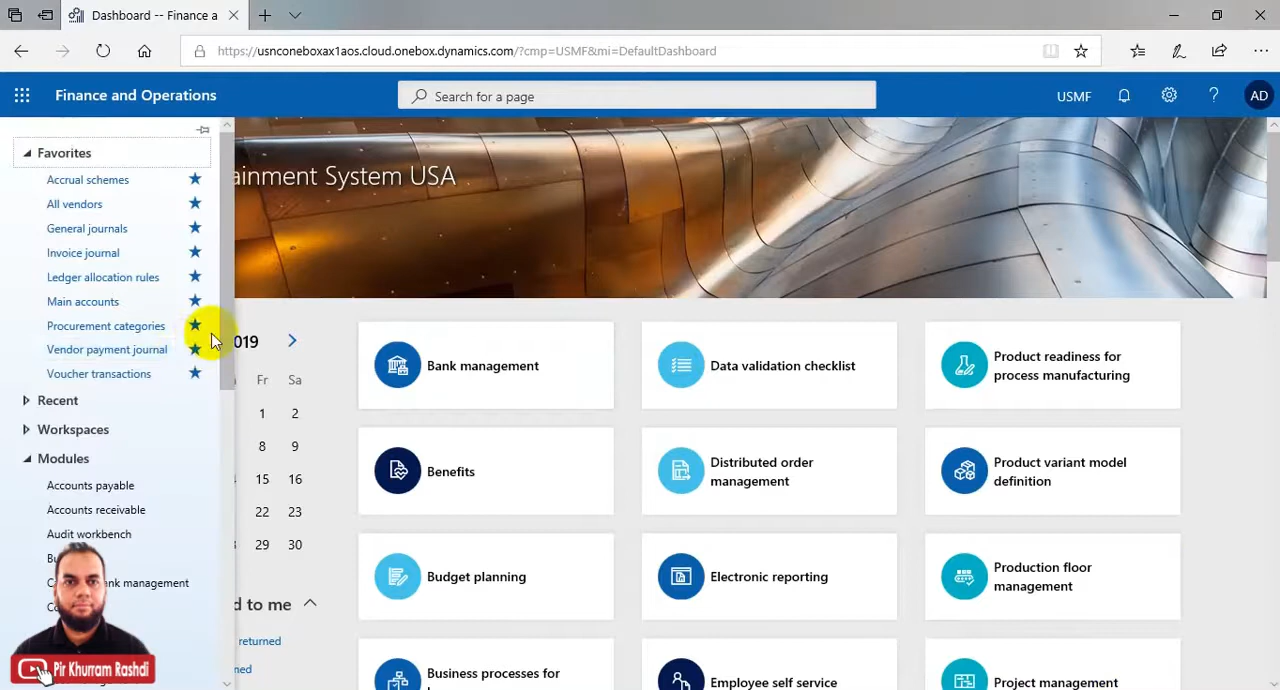 Dashboard -- Finance a
https://usnconeboxax1aos.cloud.onebox.dynamics.com/?cmp=USMF&mi=DefaultDashboard
Finance and Operations
Search for a page
USMF
?
AD
ainment System USA
Favorites
Accrual schemes
All vendors
General journals
Invoice journal
Ledger allocation rules
Main accounts
Procurement categories
Vendor payment journal
Voucher transactions
Recent
Workspaces
Modules
Accounts payable
Accounts receivable
Audit workbench
ank management
Pir Khurram Rashdi
019
Fr Sa
1 2
8 9
15 16
22 23
29 30
d to me
returned
ned
Bank management
Data validation checklist
Product readiness for
process manufacturing
Benefits
Distributed order
management
Product variant model
definition
Budget planning
Electronic reporting
Production floor
management
Business processes for
Employee self service
Project management